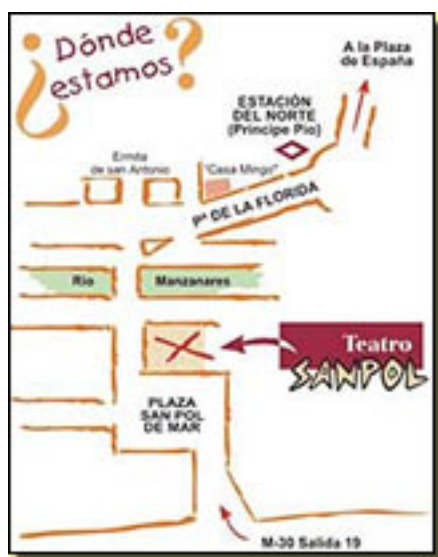 ¿Dónde
estamos?
A la Plaza
de España
ESTACIÓN
DEL NORTE
(Príncipe Pío)
Ermita
de san Antonio
"Casa Mingo"
Pº DE LA FLORIDA
Río
Manzanares
Teatro
SANPOL
PLAZA
SAN POL
DE MAR
M-30 Salida 19